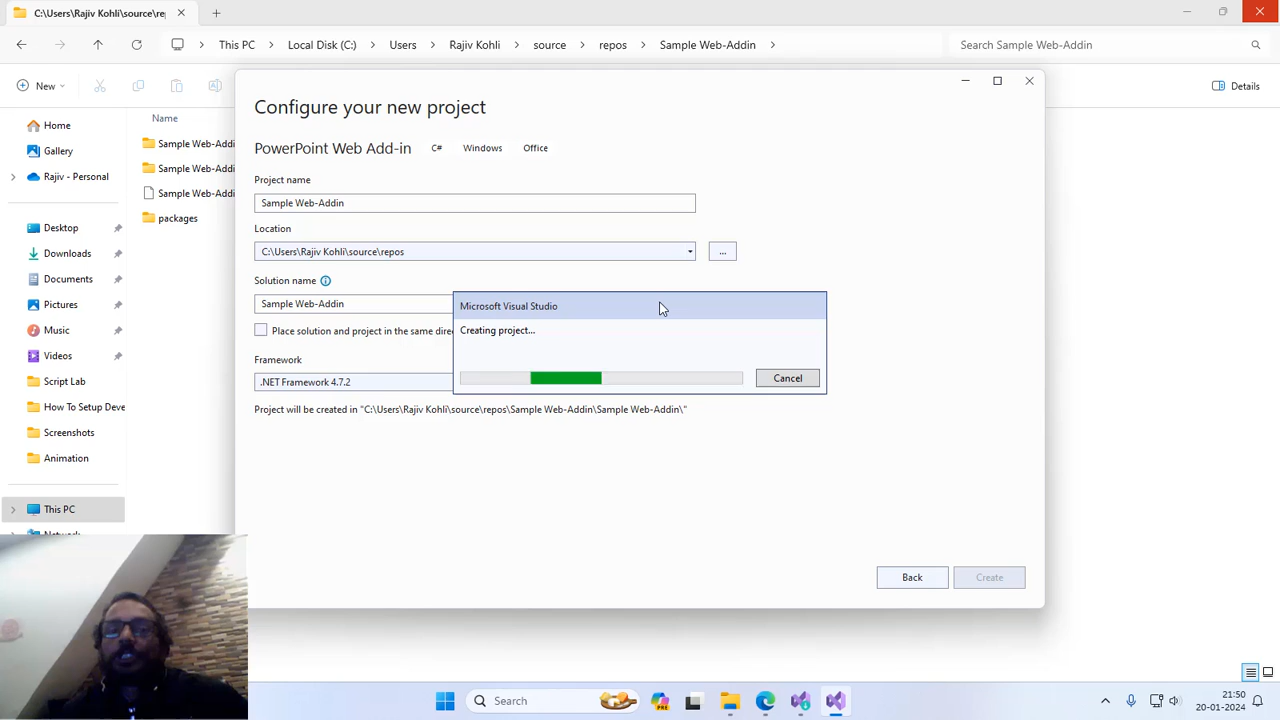 C:\Users\Rajiv Kohli\source\re
This PC
Local Disk (C:)
Users
Rajiv Kohli
source
repos
Sample Web-Addin
Search Sample Web-Addin
New
Details
Home
Gallery
Rajiv - Personal
Desktop
Downloads
Documents
Pictures
Music
Videos
Script Lab
How To Setup Deve
Screenshots
Animation
This PC
Name
Sample Web-Addi
Sample Web-Addi
Sample Web-Addi
packages
Configure your new project
PowerPoint Web Add-in C# Windows Office
Project name
Sample Web-Addin
Location
C:\Users\Rajiv Kohli\source\repos
...
Solution name
Sample Web-Addin
Place solution and project in the same dire
Framework
.NET Framework 4.7.2
Project will be created in "C:\Users\Rajiv Kohli\source\repos\Sample Web-Addin\Sample Web-Addin\"
Microsoft Visual Studio
Creating project...
Cancel
Back
Create
Search
PRE
21:50
20-01-2024